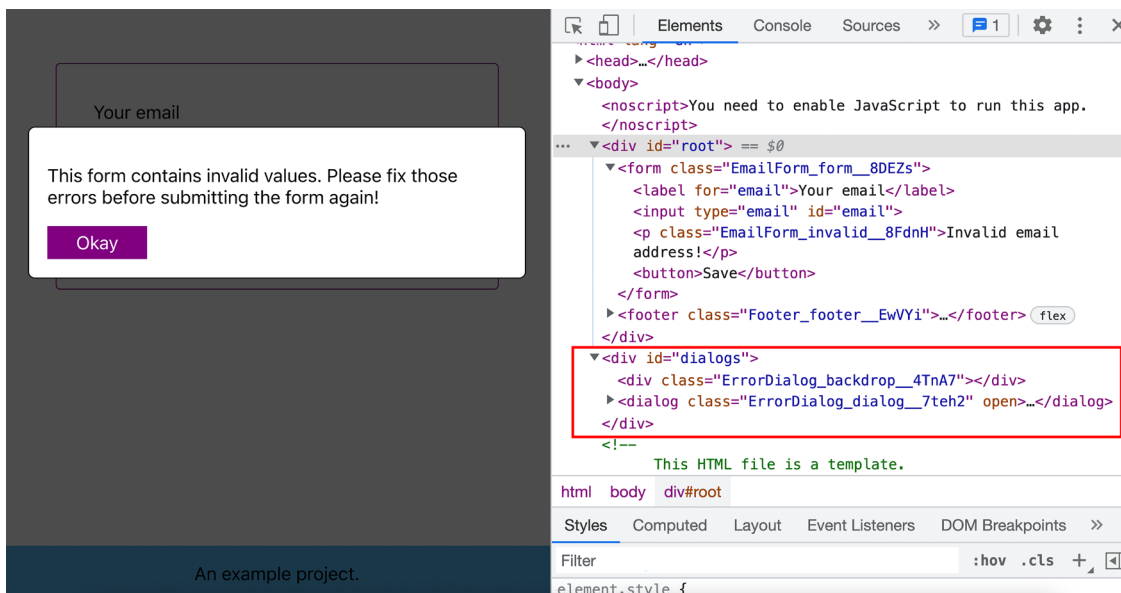 Your email
This form contains invalid values. Please fix those
errors before submitting the form again!
Okay
An example project.
Elements Console Sources » 1
▶<head>…</head>
▼<body>
<noscript>You need to enable JavaScript to run this app.
</noscript>
… ▼<div id="root"> == $0
▼<form class="EmailForm_form__8DEZs">
<label for="email">Your email</label>
<input type="email" id="email">
<p class="EmailForm_invalid__8FdnH">Invalid email
address!</p>
<button>Save</button>
</form>
▶<footer class="Footer_footer__EwVYi">…</footer> flex
</div>
▼<div id="dialogs">
<div class="ErrorDialog_backdrop__4TnA7"></div>
▶<dialog class="ErrorDialog_dialog__7teh2" open>…</dialog>
</div>
<!--
This HTML file is a template.
html body div#root
Styles Computed Layout Event Listeners DOM Breakpoints »
Filter :hov .cls +
element.style {